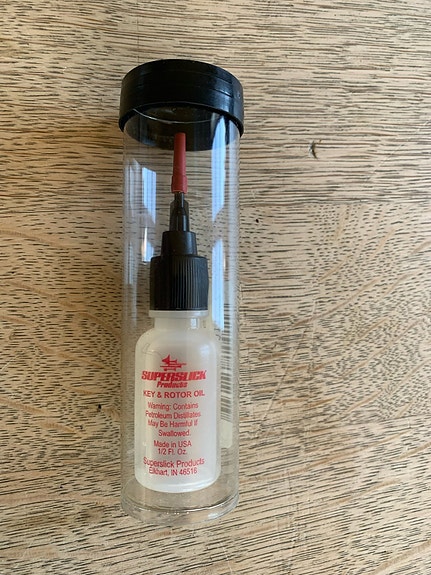 SUPERSLICK
Products
KEY & ROTOR OIL
Warning: Contains
Petroleum Distillates.
May Be Harmful If
Swallowed.
Made in USA
1/2 Fl. Oz.
Superslick Products
Elkhart, IN 46516